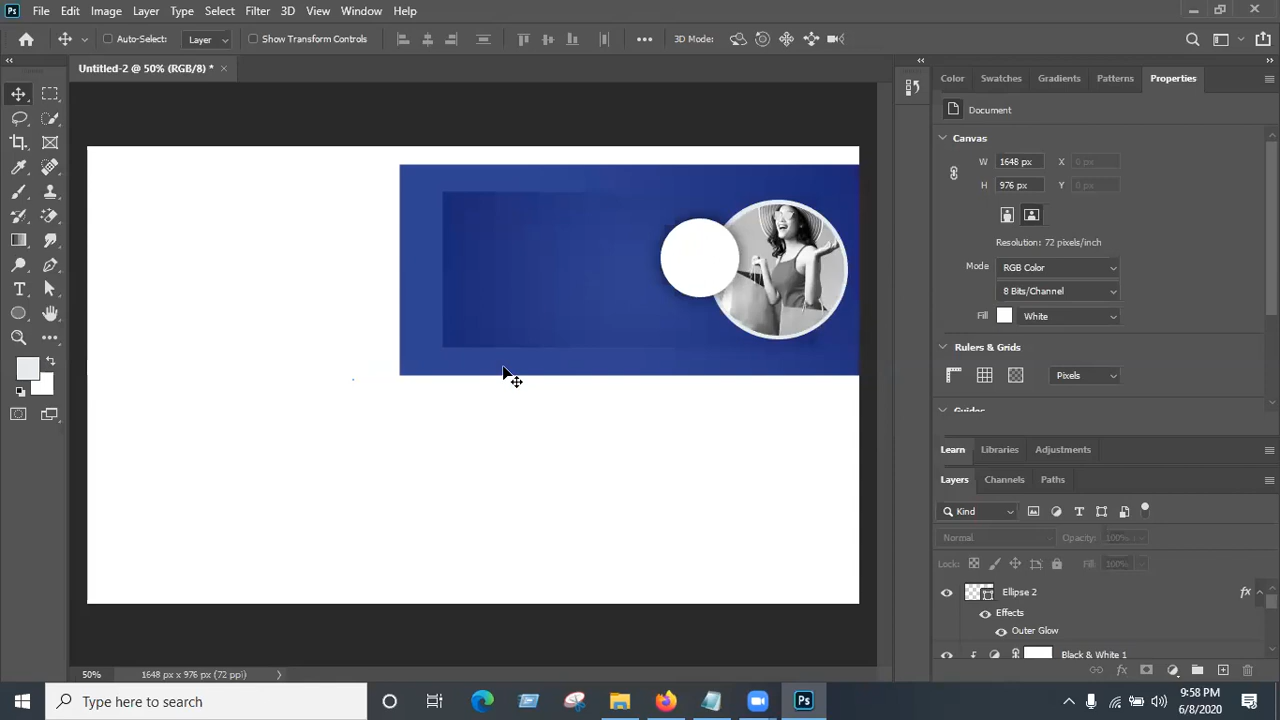 Ps File Edit Image Layer Type Select Filter 3D View Window Help
Auto-Select: Layer Show Transform Controls 3D Mode:
Untitled-2 @ 50% (RGB/8) *
Color Swatches Gradients Patterns Properties
Document
Canvas
W 1648 px X 0 px
H 976 px Y 0 px
Resolution: 72 pixels/inch
Mode RGB Color
8 Bits/Channel
Fill White
Rulers & Grids
Pixels
Guides
Learn Libraries Adjustments
Layers Channels Paths
Kind
Normal Opacity: 100%
Lock: Fill: 100%
Ellipse 2 fx
Effects
Outer Glow
Black & White 1
50% 1648 px x 976 px (72 ppi)
Type here to search
9:58 PM
6/8/2020